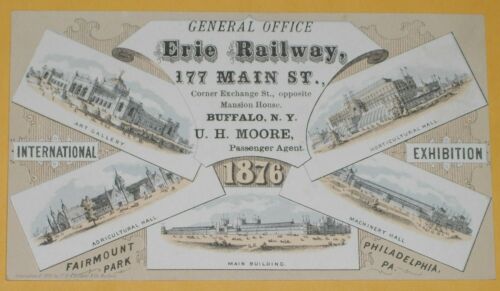 GENERAL OFFICE
Erie Railway,
177 MAIN ST.,
Corner Exchange St., opposite
Mansion House.
BUFFALO, N. Y.
U. H. MOORE,
Passenger Agent.
ART GALLERY
HORTICULTURAL HALL
INTERNATIONAL
1876
EXHIBITION
AGRICULTURAL HALL
MACHINERY HALL
MAIN BUILDING.
FAIRMOUNT
PARK
PHILADELPHIA,
PA.